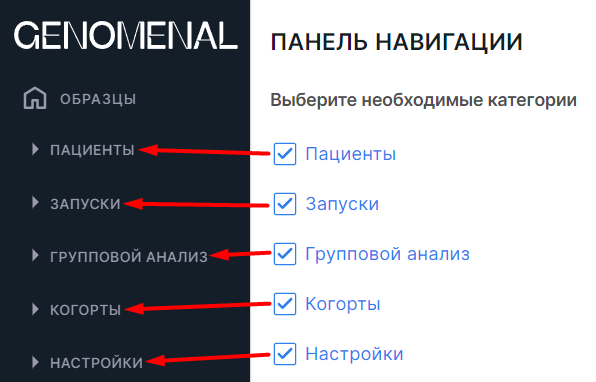 GENOMENAL
ОБРАЗЦЫ
ПАЦИЕНТЫ
ЗАПУСКИ
ГРУППОВОЙ АНАЛИЗ
КОГОРТЫ
НАСТРОЙКИ
ПАНЕЛЬ НАВИГАЦИИ
Выберите необходимые категории
Пациенты
Запуски
Групповой анализ
Когорты
Настройки